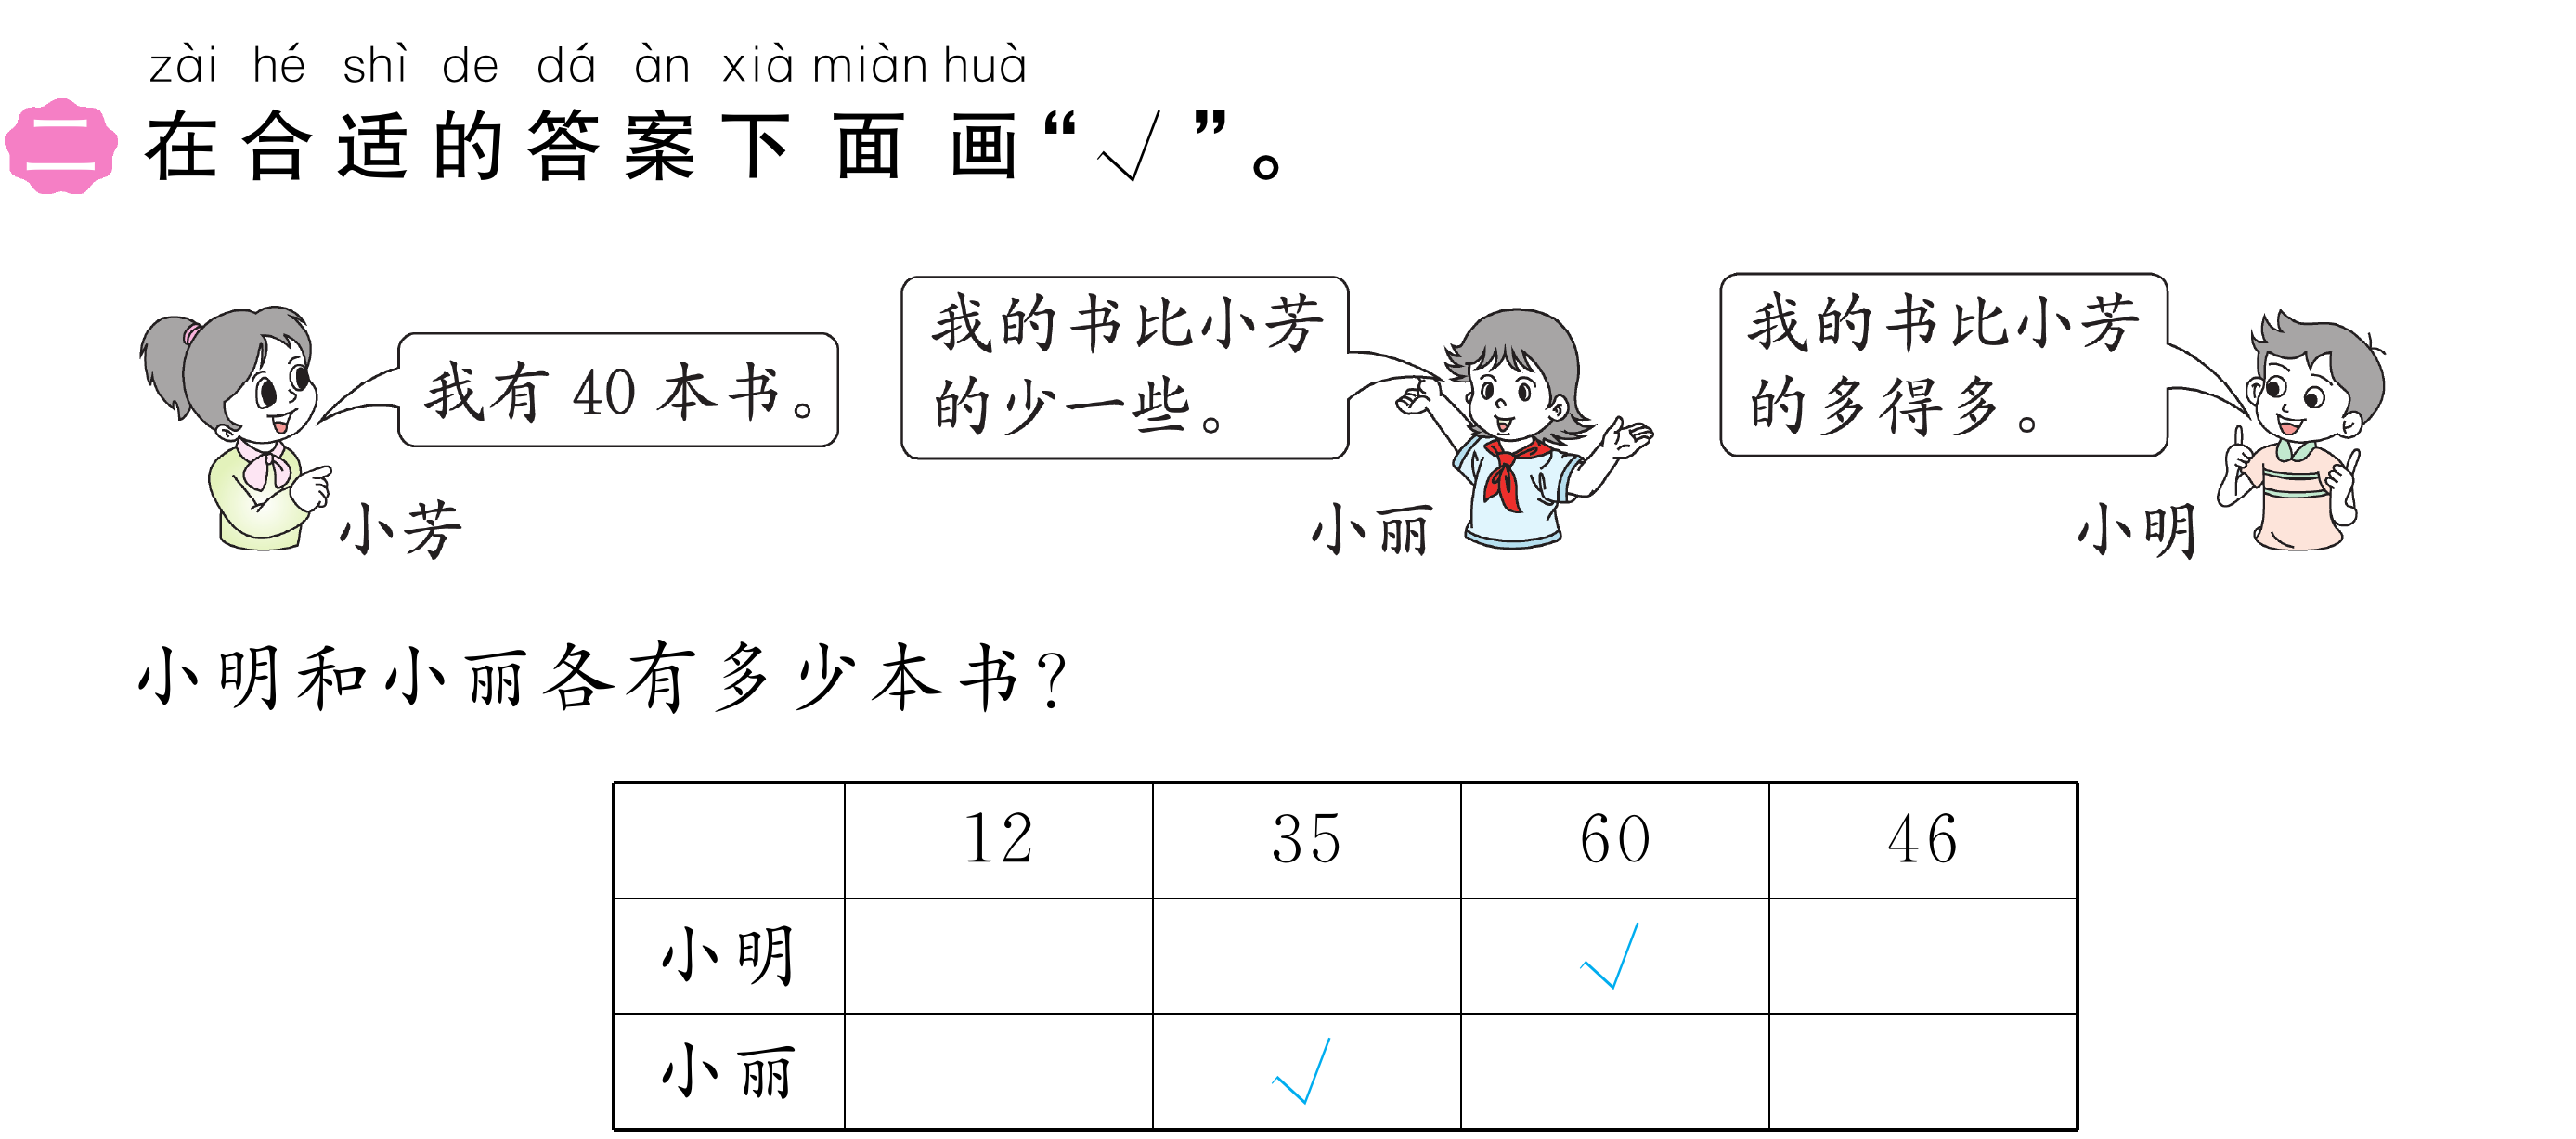 zài hé shì de dá àn xià miàn huà
二 在合适的答案下面画“√”。
我有 40 本书。
小芳
我的书比小芳
的少一些。
小丽
我的书比小芳
的多得多。
小明
小明和小丽各有多少本书?
12 35 60 46
小明 √
小丽 √